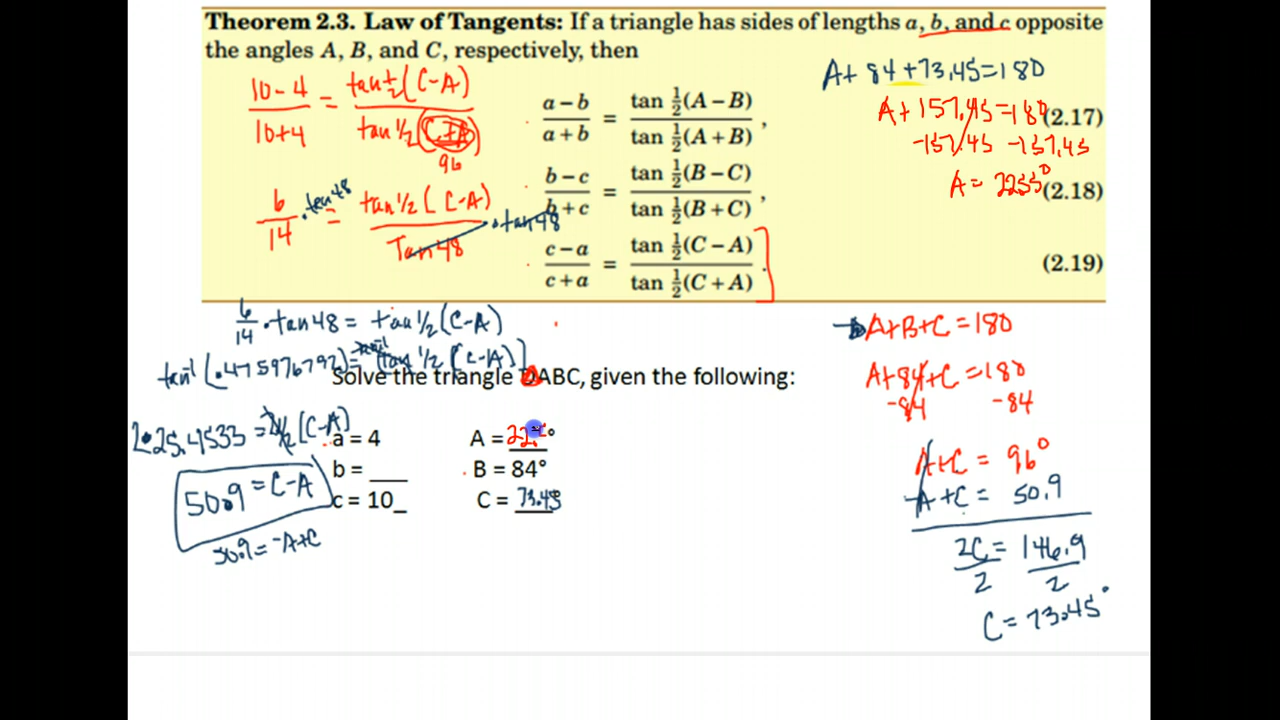 Theorem 2.3. Law of Tangents: If a triangle has sides of lengths a, b, and c opposite
the angles A, B, and C, respectively, then
A+ 84+73.45=180
10-4 / 10+4 = tan ½(C-A) / tan 1/2(C+A)
96
a − b / a + b = tan ½(A − B) / tan ½(A + B), (2.17)
A+157.45=180
-157.45 -157.45
A= 22.55°
6/14 · tan 48 = tan 1/2(C-A) / Tan 48 · tan 48
b − c / b + c = tan ½(B − C) / tan ½(B + C), (2.18)
c − a / c + a = tan ½(C − A) / tan ½(C + A). (2.19)
6/14 · tan 48 = tan 1/2(C-A)
tan⁻¹(.475976792)=tan⁻¹(tan 1/2(C-A))
Solve the triangle ABC, given the following:
2·25.4533=2·1/2(C-A)
50.9=C-A
50.9=-A+C
a = 4 A = 22. °
b = ___ B = 84°
c = 10_ C = 73.45°
A+B+C=180
A+84+C=180
-84 -84
A+C = 96°
-A+C = 50.9
2C/2 = 146.9/2
C=73.45°